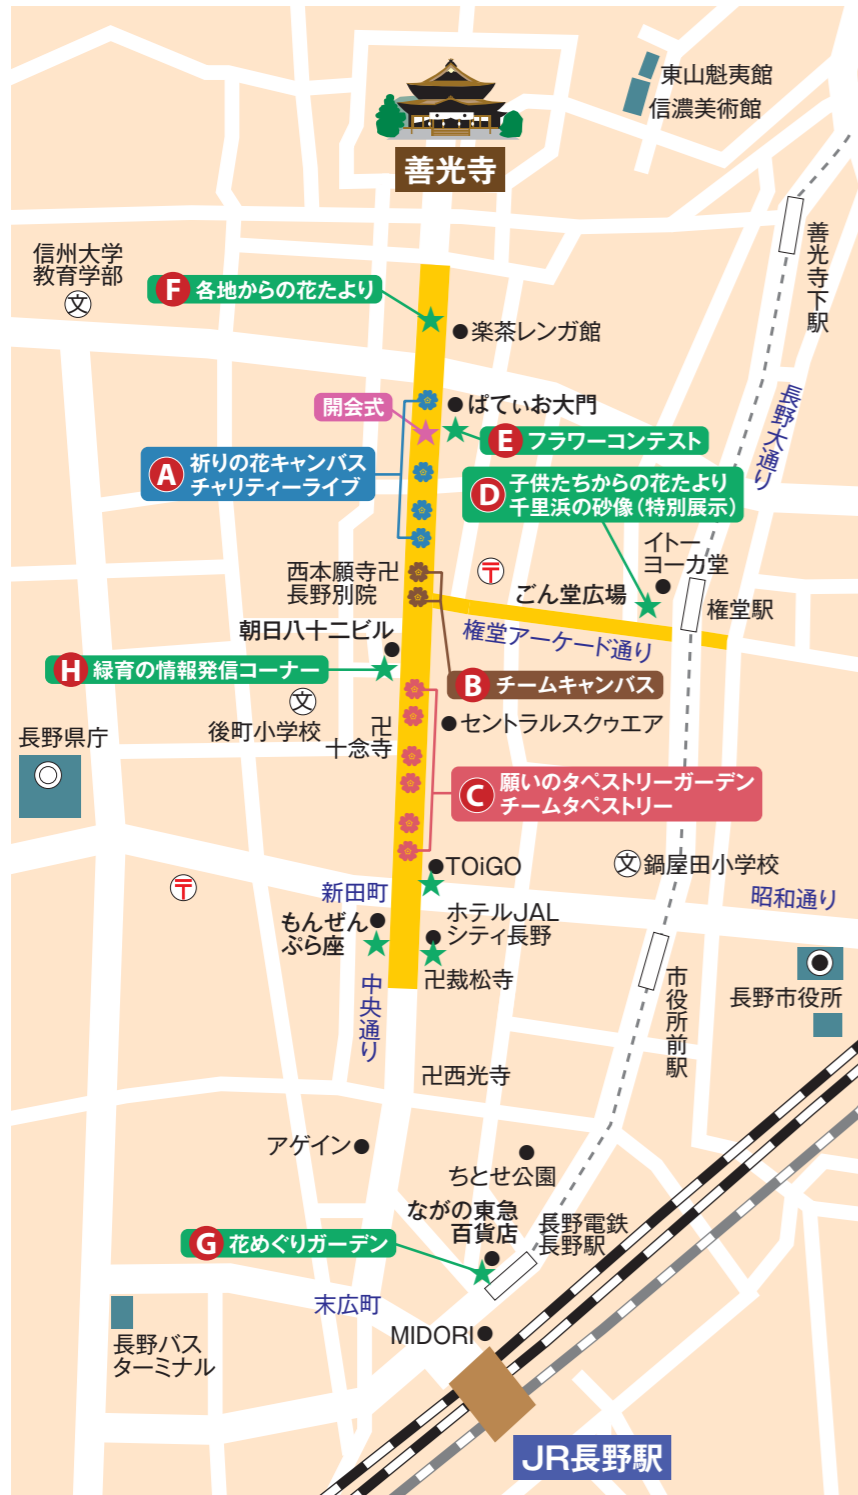 東山魁夷館
信濃美術館
善光寺
善光寺下駅
信州大学
教育学部
文
F 各地からの花たより
楽茶レンガ館
長野大通り
開会式
ぱてぃお大門
E フラワーコンテスト
A 祈りの花キャンバス
チャリティーライブ
D 子供たちからの花たより
千里浜の砂像(特別展示)
イトー
ヨーカ堂
西本願寺卍
長野別院
〒
ごん堂広場
権堂駅
朝日八十二ビル
権堂アーケード通り
H 緑育の情報発信コーナー
B チームキャンバス
文
後町小学校
卍
十念寺
セントラルスクゥエア
長野県庁
C 願いのタペストリーガーデン
チームタペストリー
TOiGO
文 鍋屋田小学校
〒
新田町
昭和通り
もんぜん
ぷら座
ホテルJAL
シティ長野
卍裁松寺
中央通り
市役所前駅
長野市役所
卍西光寺
アゲイン
ちとせ公園
ながの東急
百貨店
長野電鉄
長野駅
G 花めぐりガーデン
末広町
MIDORI
長野バス
ターミナル
JR長野駅